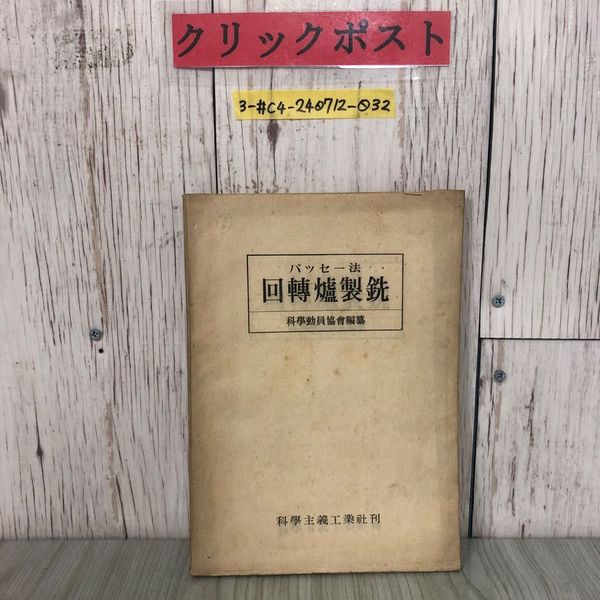 クリックポスト
3-#C4-240712-032
バッセー法
回轉爐製銑
科學動員協會編纂
科學主義工業社刊